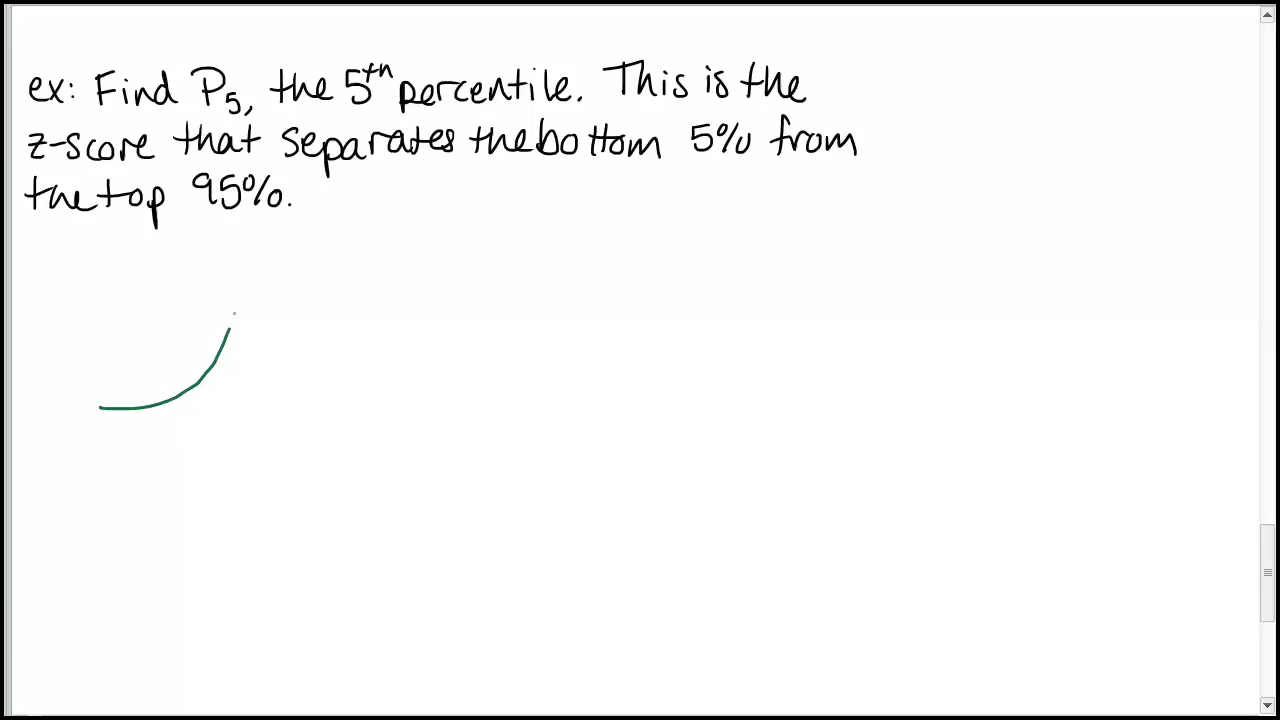 ex: Find P₅, the 5ᵗʰ percentile. This is the
z-score that separates the bottom 5% from
the top 95%.